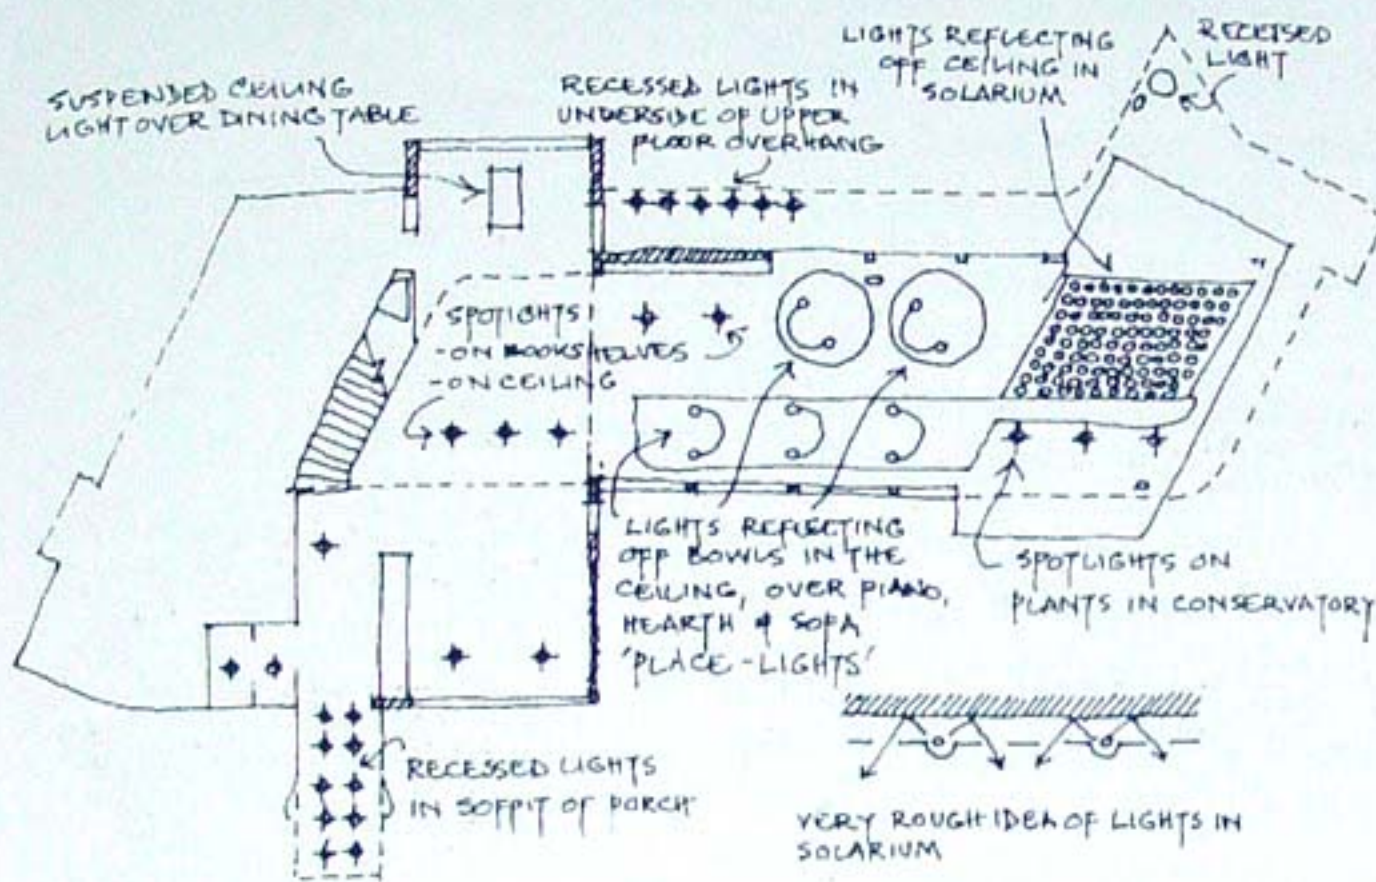 SUSPENDED CEILING
LIGHT OVER DINING TABLE
RECESSED LIGHTS IN
UNDERSIDE OF UPPER
FLOOR OVERHANG
LIGHTS REFLECTING
OFF CEILING IN
SOLARIUM
RECESSED
LIGHT
SPOTLIGHTS
-ON BOOKSHELVES
-ON CEILING
LIGHTS REFLECTING
OFF BOWLS IN THE
CEILING, OVER PIANO,
HEARTH & SOFA
'PLACE-LIGHTS'
SPOTLIGHTS ON
PLANTS IN CONSERVATORY
RECESSED LIGHTS
IN SOFFIT OF PORCH
VERY ROUGH IDEA OF LIGHTS IN
SOLARIUM